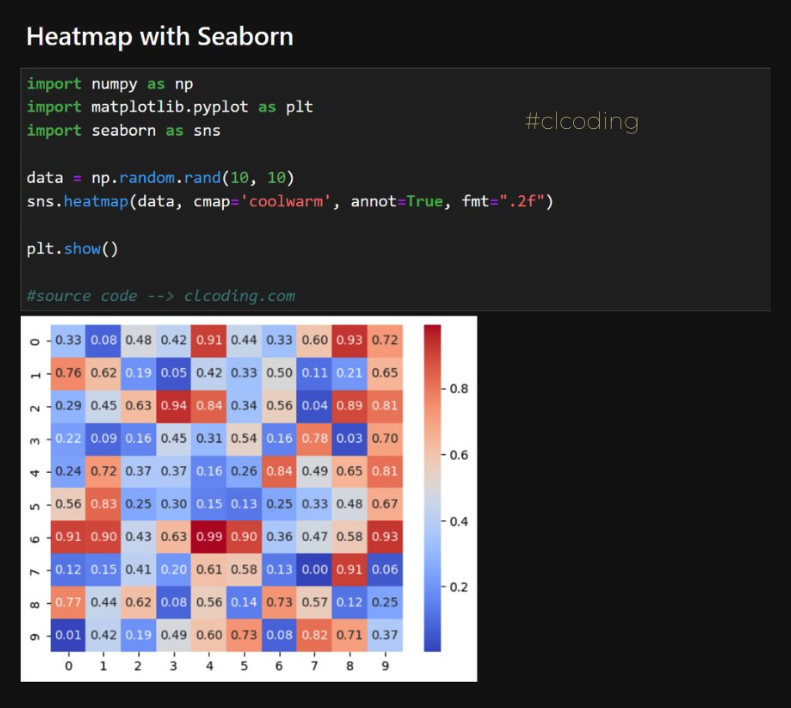 Heatmap with Seaborn
import numpy as np
import matplotlib.pyplot as plt
#clcoding
import seaborn as sns
data = np.random.rand(10, 10)
sns.heatmap(data, cmap='coolwarm', annot=True, fmt=".2f")
plt.show()
#source code --> clcoding.com
0 0.33 0.08 0.48 0.42 0.91 0.44 0.33 0.60 0.93 0.72
1 0.76 0.62 0.19 0.05 0.42 0.33 0.50 0.11 0.21 0.65
0.8
2 0.29 0.45 0.63 0.94 0.84 0.34 0.56 0.04 0.89 0.81
3 0.22 0.09 0.16 0.45 0.31 0.54 0.16 0.78 0.03 0.70
0.6
4 0.24 0.72 0.37 0.37 0.16 0.26 0.84 0.49 0.65 0.81
5 0.56 0.83 0.25 0.30 0.15 0.13 0.25 0.33 0.48 0.67
0.4
6 0.91 0.90 0.43 0.63 0.99 0.90 0.36 0.47 0.58 0.93
7 0.12 0.15 0.41 0.20 0.61 0.58 0.13 0.00 0.91 0.06
0.2
8 0.77 0.44 0.62 0.08 0.56 0.14 0.73 0.57 0.12 0.25
9 0.01 0.42 0.19 0.49 0.60 0.73 0.08 0.82 0.71 0.37
0 1 2 3 4 5 6 7 8 9